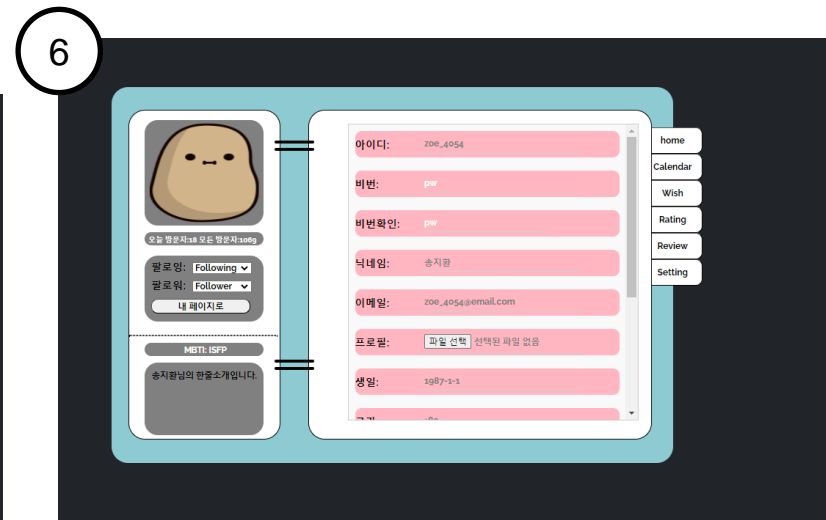 6
오늘 방문자:18 모든 방문자:1069
팔로잉: Following
팔로워: Follower
내 페이지로
MBTI: ISFP
송지환님의 한줄소개입니다.
아이디: zoe_4054
비번: pw
비번확인: pw
닉네임: 송지환
이메일: zoe_4054@email.com
프로필: 파일 선택 선택된 파일 없음
생일: 1987-1-1
home
Calendar
Wish
Rating
Review
Setting